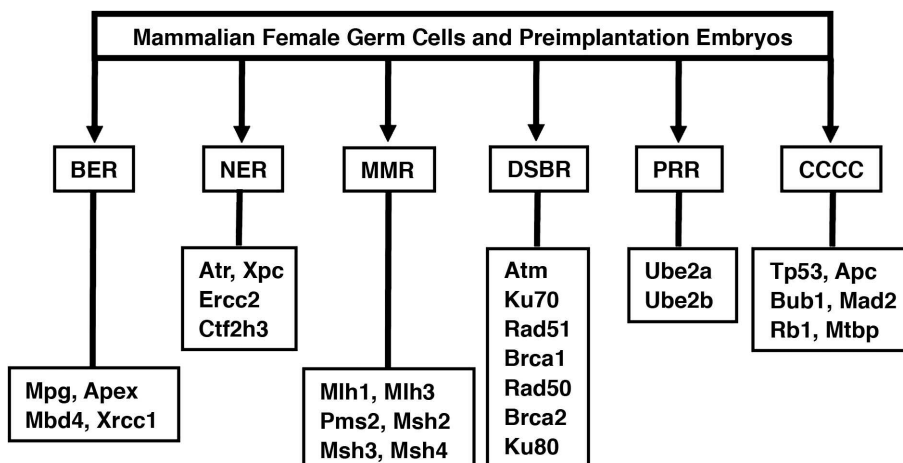 Mammalian Female Germ Cells and Preimplantation Embryos
BER
NER
MMR
DSBR
PRR
CCCC
Mpg, Apex
Mbd4, Xrcc1
Atr, Xpc
Ercc2
Ctf2h3
Mlh1, Mlh3
Pms2, Msh2
Msh3, Msh4
Atm
Ku70
Rad51
Brca1
Rad50
Brca2
Ku80
Ube2a
Ube2b
Tp53, Apc
Bub1, Mad2
Rb1, Mtbp